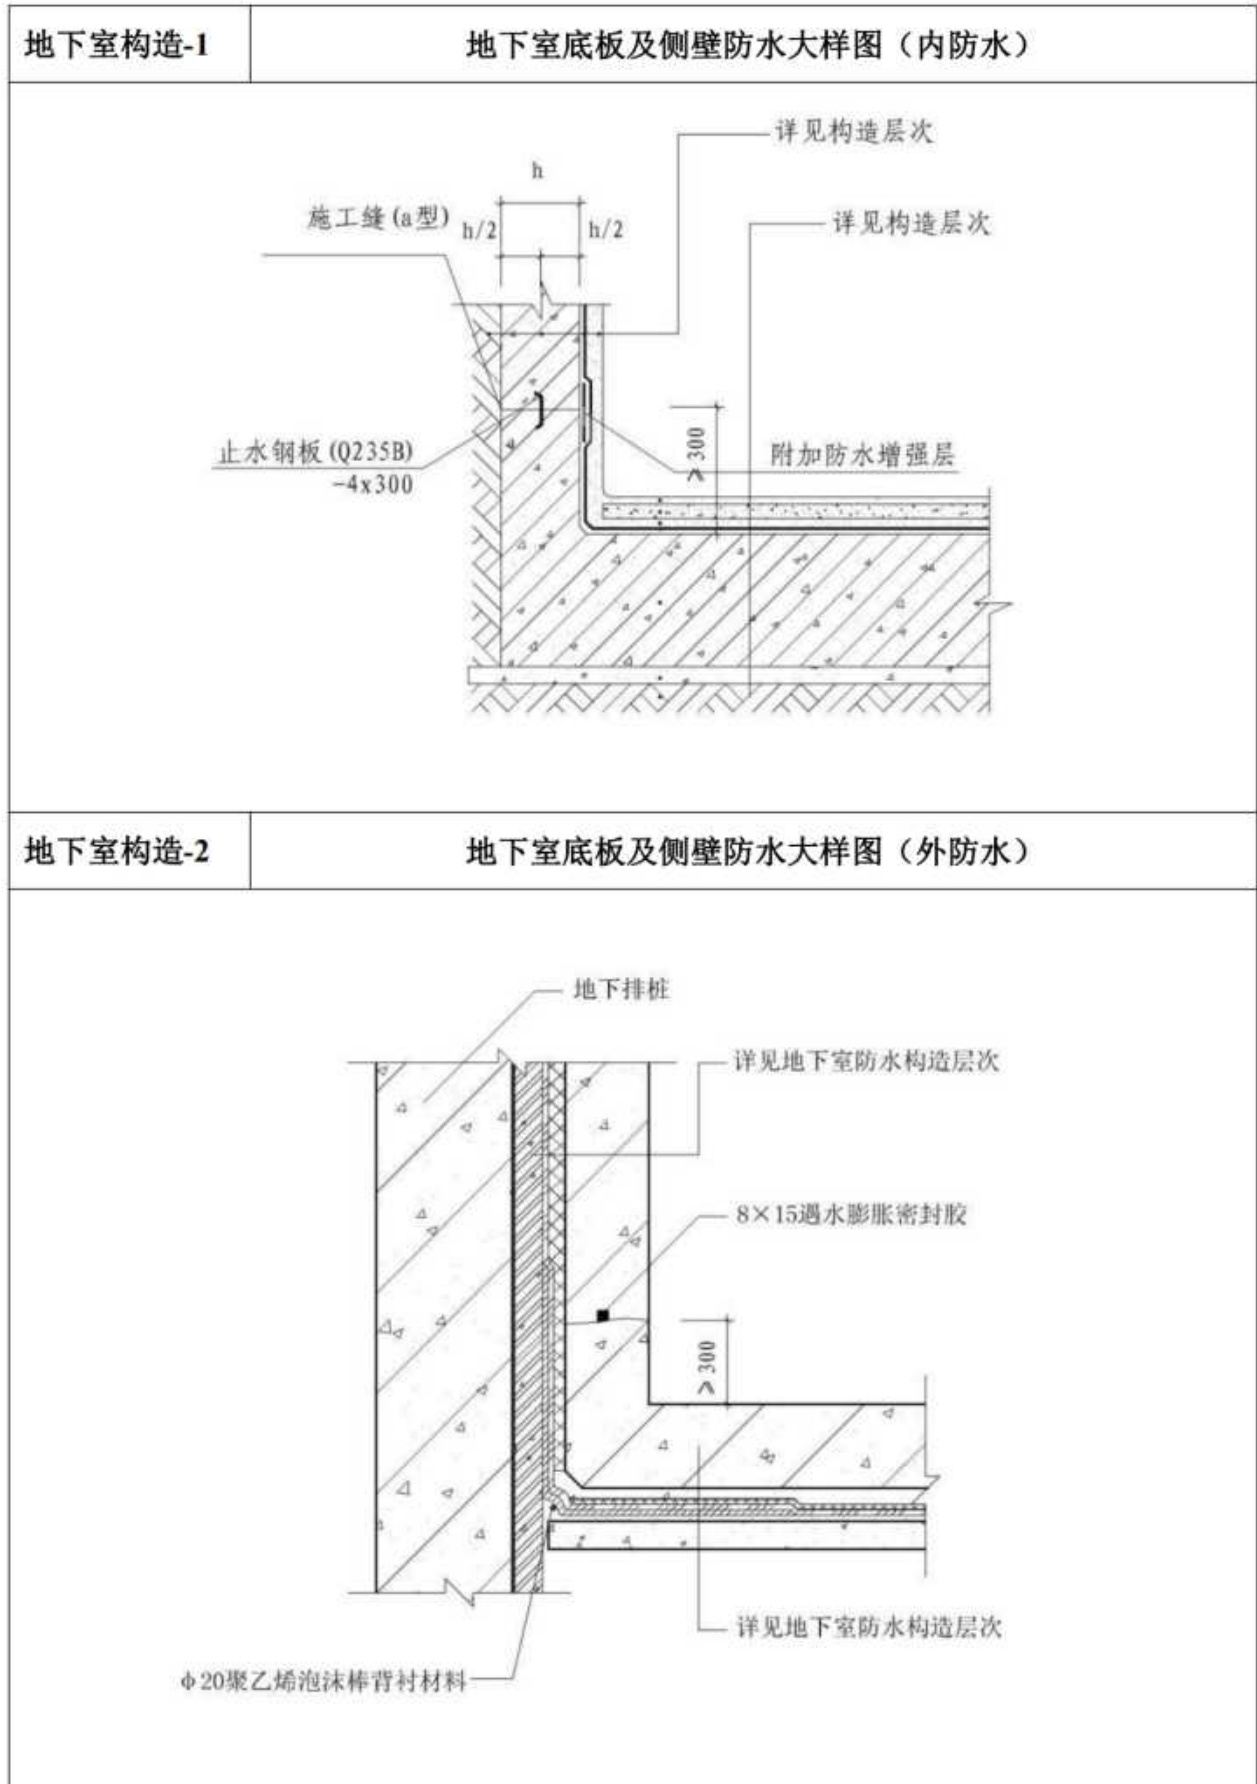 地下室构造-1
地下室底板及侧壁防水大样图（内防水）
详见构造层次
h
施工缝(a型)
h/2
h/2
详见构造层次
止水钢板(Q235B)
-4x300
≥300
附加防水增强层
地下室构造-2
地下室底板及侧壁防水大样图（外防水）
地下排桩
详见地下室防水构造层次
8×15遇水膨胀密封胶
≥300
详见地下室防水构造层次
ф20聚乙烯泡沫棒背衬材料